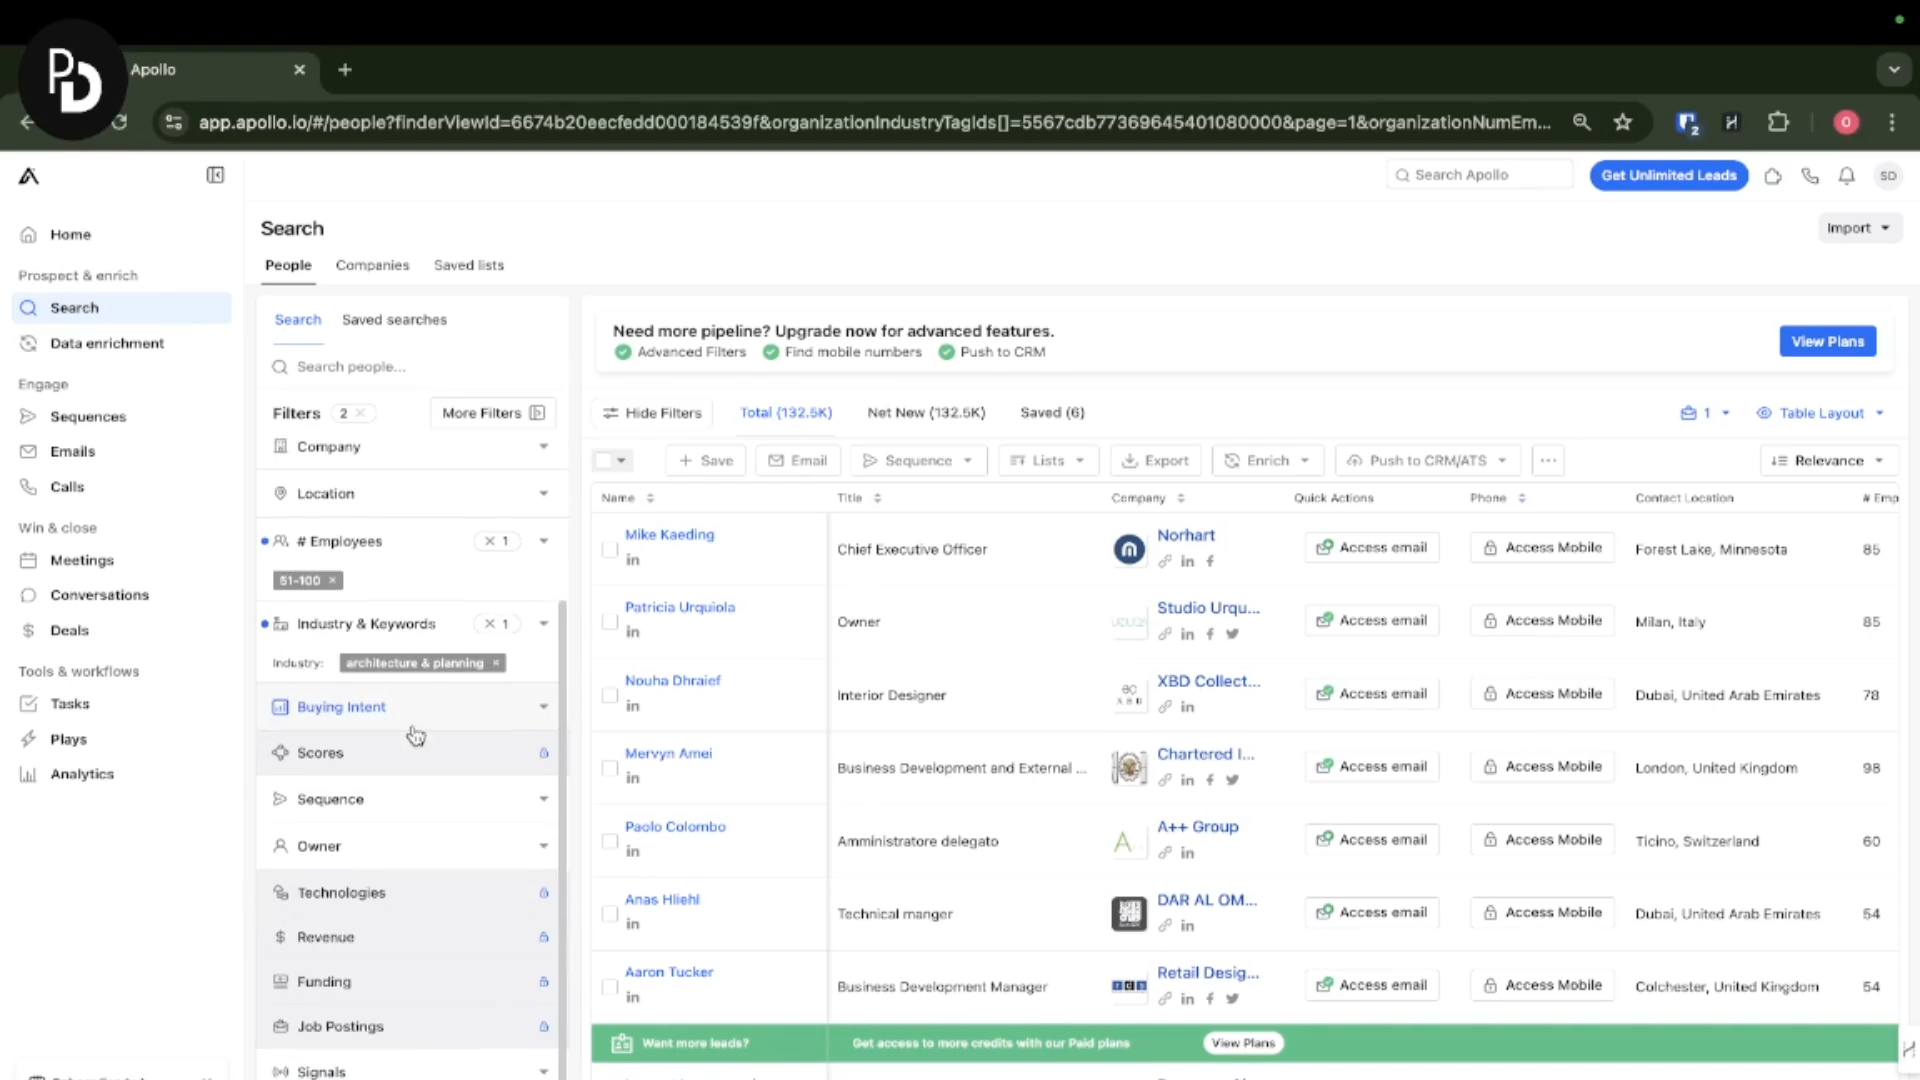 PD
Apollo
app.apollo.io/#/people?finderViewId=6674b20eecfedd000184539f&organizationIndustryTagIds[]=5567cdb77369645401080000&page=1&organizationNumEm...
2
O
Search Apollo
Get Unlimited Leads
SD
Home
Prospect & enrich
Search
Data enrichment
Engage
Sequences
Emails
Calls
Win & close
Meetings
Conversations
Deals
Tools & workflows
Tasks
Plays
Analytics
Search
Import
People Companies Saved lists
Search Saved searches
Search people...
Filters 2 More Filters
Company
Location
# Employees 1
51-100
Industry & Keywords 1
Industry: architecture & planning
Buying Intent
Scores
Sequence
Owner
Technologies
Revenue
Funding
Job Postings
Signals
Need more pipeline? Upgrade now for advanced features.
Advanced Filters Find mobile numbers Push to CRM
View Plans
Hide Filters Total (132.5K) Net New (132.5K) Saved (6) 1 Table Layout
Save Email Sequence Lists Export Enrich Push to CRM/ATS ... Relevance
Name Title Company Quick Actions Phone Contact Location # Emp
Mike Kaeding Chief Executive Officer Norhart Access email Access Mobile Forest Lake, Minnesota 85
Patricia Urquiola Owner Studio Urqu... Access email Access Mobile Milan, Italy 85
Nouha Dhraief Interior Designer XBD Collect... Access email Access Mobile Dubai, United Arab Emirates 78
Mervyn Amei Business Development and External ... Chartered I... Access email Access Mobile London, United Kingdom 98
Paolo Colombo Amministratore delegato A++ Group Access email Access Mobile Ticino, Switzerland 60
Anas Hliehl Technical manger DAR AL OM... Access email Access Mobile Dubai, United Arab Emirates 54
Aaron Tucker Business Development Manager Retail Desig... Access email Access Mobile Colchester, United Kingdom 54
Want more leads? Get access to more credits with our Paid plans View Plans